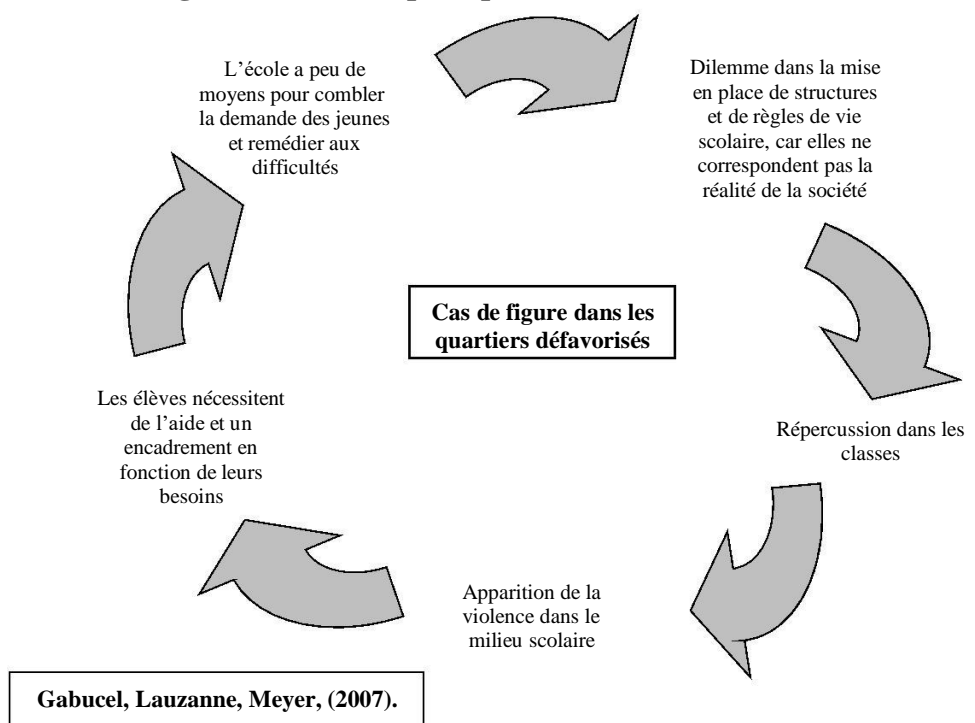 L'école a peu de
moyens pour combler
la demande des jeunes
et remédier aux
difficultés
Dilemme dans la mise
en place de structures
et de règles de vie
scolaire, car elles ne
correspondent pas la
réalité de la société
Cas de figure dans les
quartiers défavorisés
Répercussion dans les
classes
Apparition de la
violence dans le
milieu scolaire
Les élèves nécessitent
de l'aide et un
encadrement en
fonction de leurs
besoins
Gabucel, Lauzanne, Meyer, (2007).